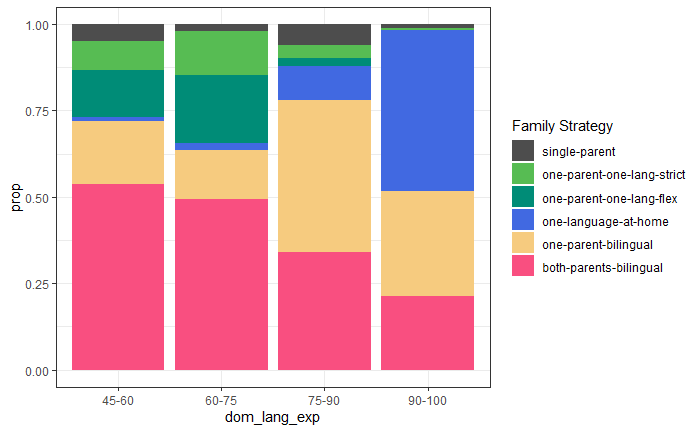 1.00
0.75
0.50
0.25
0.00
prop
45-60
60-75
75-90
90-100
dom_lang_exp
Family Strategy
single-parent
one-parent-one-lang-strict
one-parent-one-lang-flex
one-language-at-home
one-parent-bilingual
both-parents-bilingual